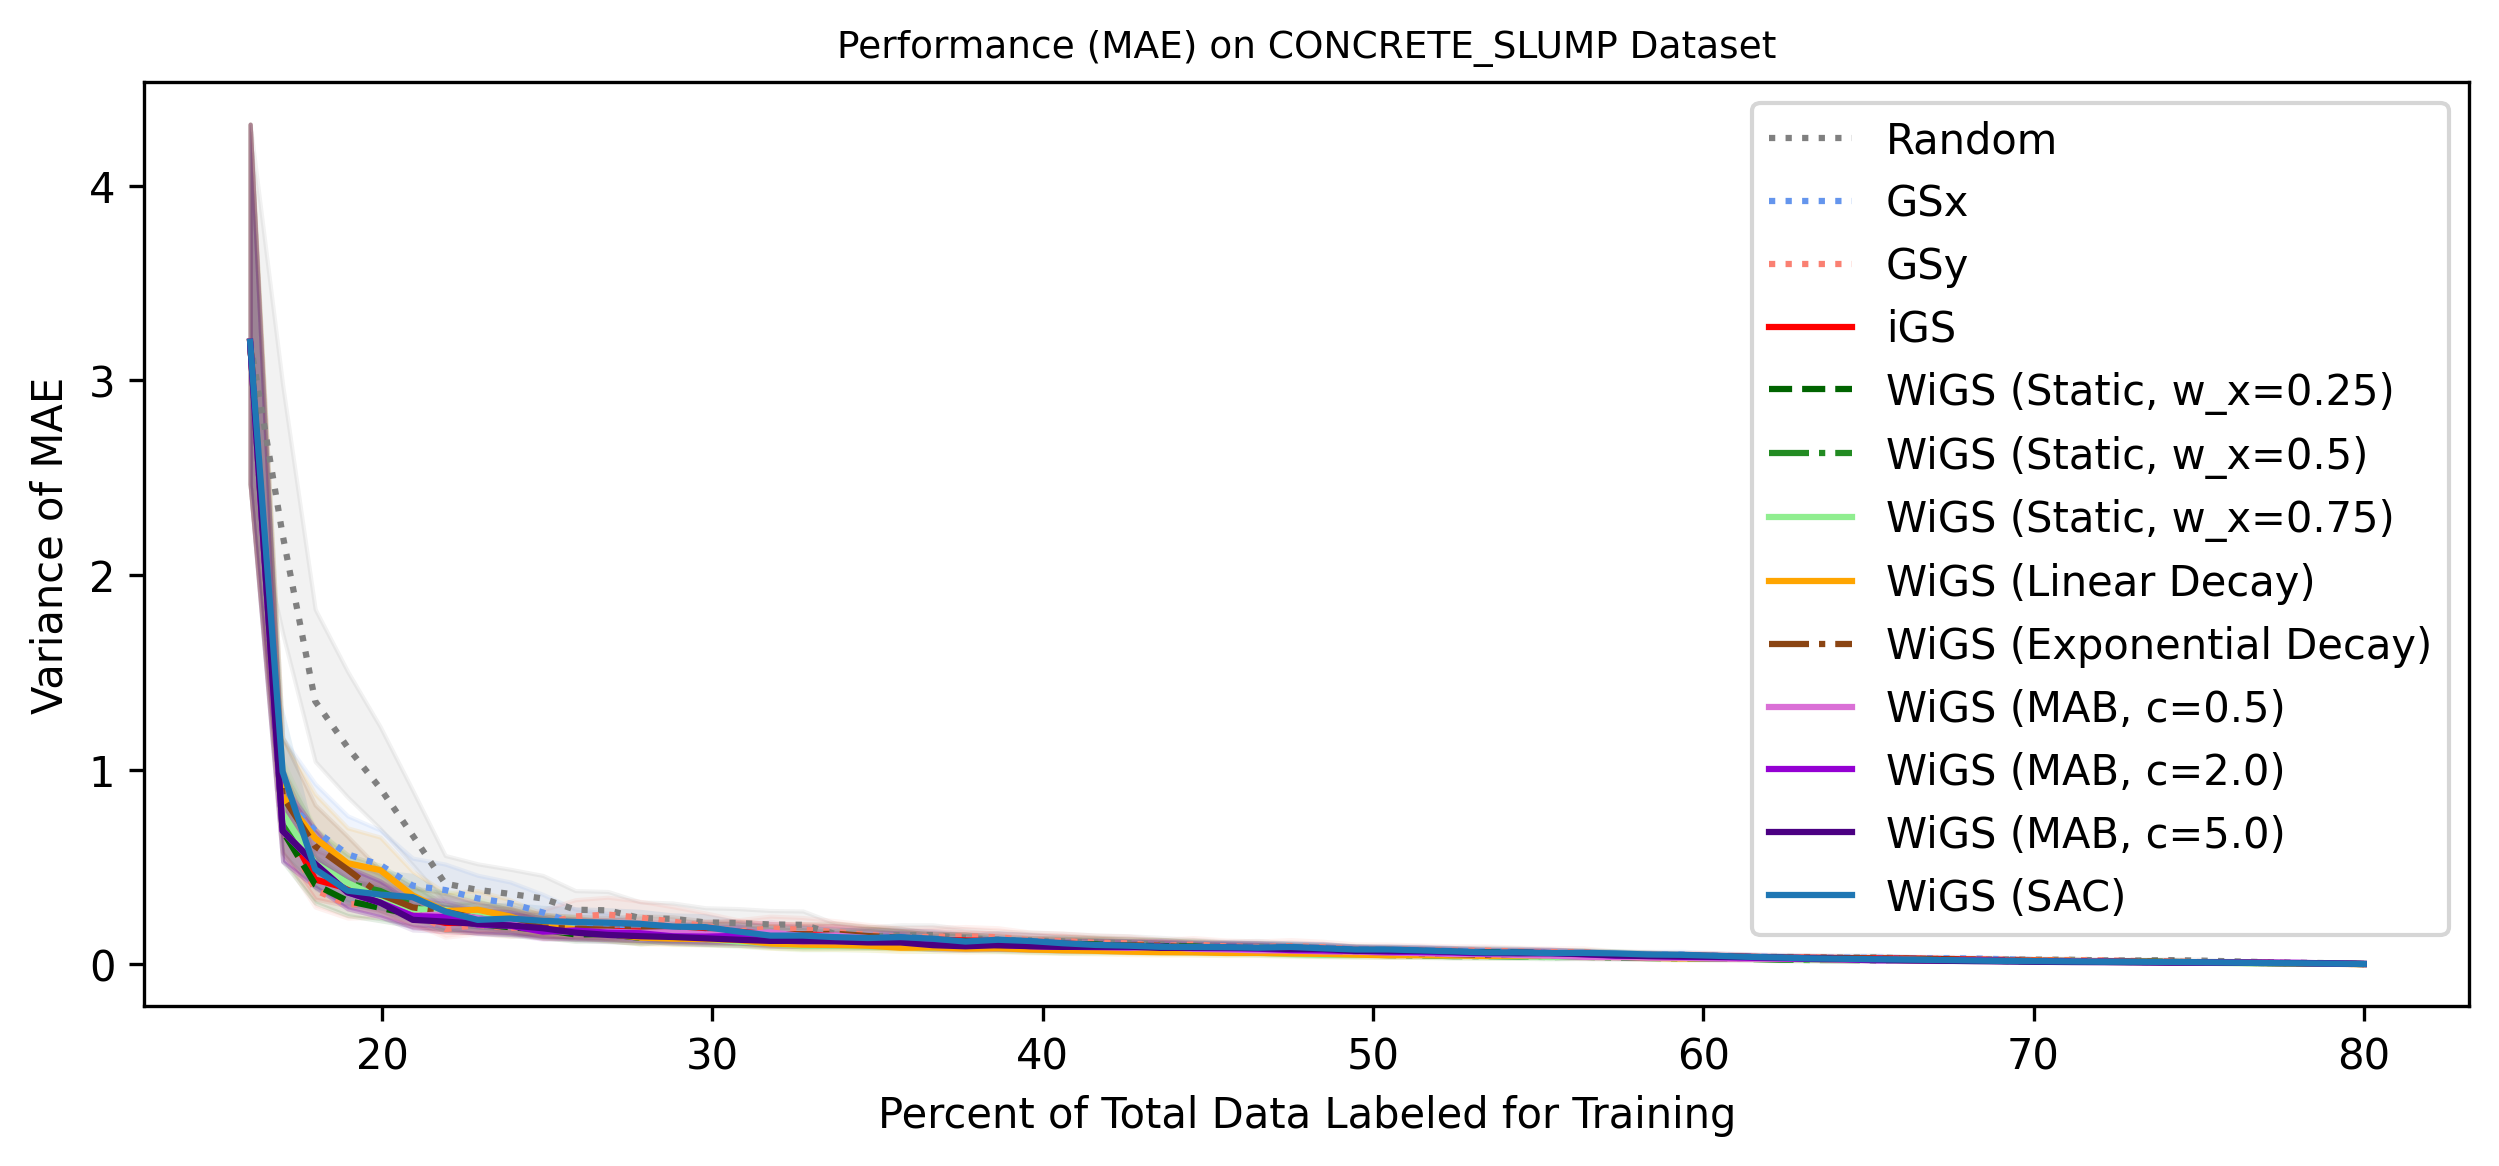 Performance (MAE) on CONCRETE_SLUMP Dataset
Variance of MAE
4
3
2
1
0
20
30
40
50
60
70
80
Percent of Total Data Labeled for Training
Random
GSx
GSy
iGS
WiGS (Static, w_x=0.25)
WiGS (Static, w_x=0.5)
WiGS (Static, w_x=0.75)
WiGS (Linear Decay)
WiGS (Exponential Decay)
WiGS (MAB, c=0.5)
WiGS (MAB, c=2.0)
WiGS (MAB, c=5.0)
WiGS (SAC)